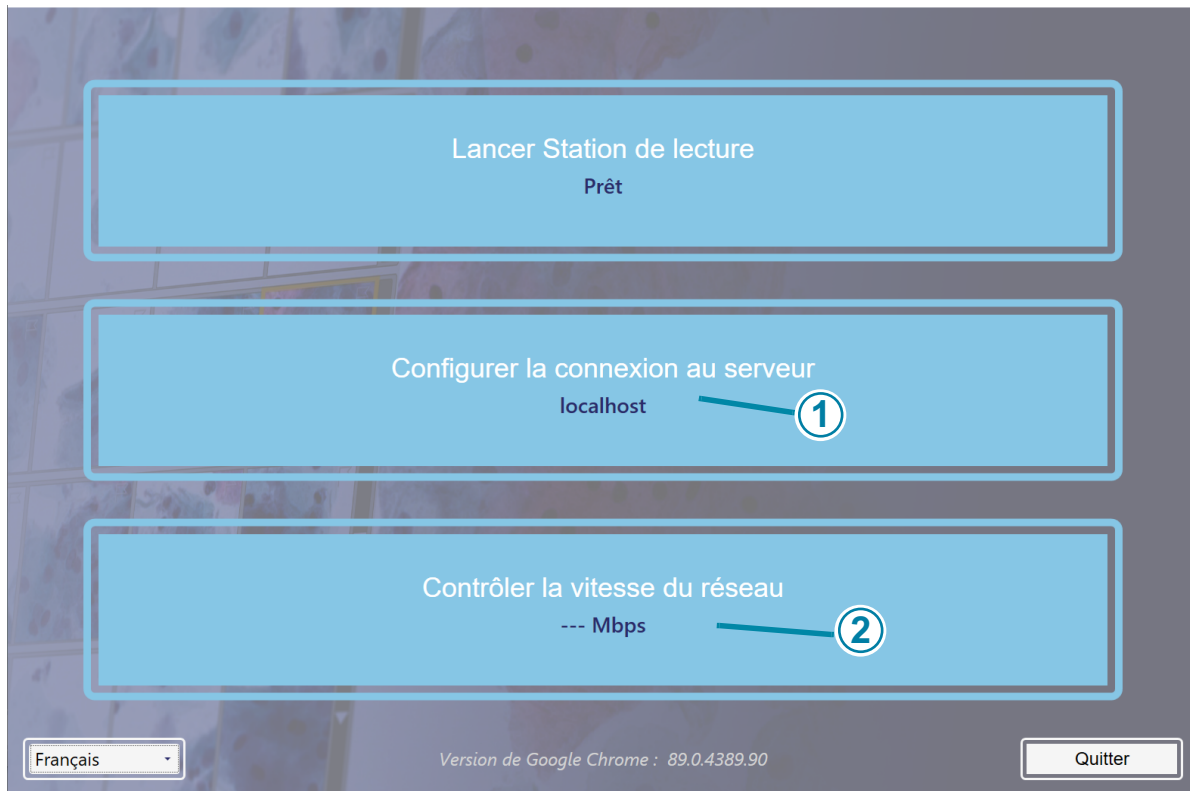 Lancer Station de lecture
Prêt
Configurer la connexion au serveur
localhost
1
Contrôler la vitesse du réseau
--- Mbps
2
Français
Version de Google Chrome : 89.0.4389.90
Quitter